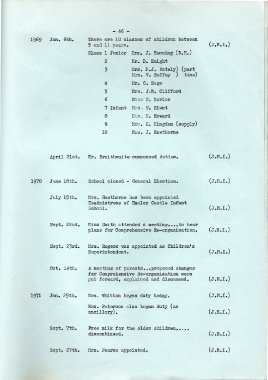 - 46 -
1969 Jan. 6th. There are 10 classes of children between
5 and 11 years. (J.M.I.)
Class 1 Junior Mrs. J. Henning (D.H.)
2 Mr. D. Knight
3 Mrs. P.J. Gately) (part
Mrs. V. Duffey ) time)
4 Mr. G. Sage
5 Mrs. J.M. Clifford
6 Miss S. Davies
7 Infant Mrs. M. Blunt
8 Mrs. M. Howard
9 Mrs. E. Kingdon (supply)
10 Mrs. J. Hawthorne
April 21st. Mr. Braithwaite commenced duties. (J.M.I.)
1970 June 18th. School closed - General Election. (J.M.I.)
July 15th. Mrs. Hawthorne has been appointed
Headmistress of Hanley Castle Infant
School. (J.M.I.)
Sept. 22nd. Miss Smith attended a meeting....to hear
plans for Comprehensive Re-organisation. (J.M.I.)
Sept. 23rd. Mrs. Rogers was appointed as Children's
Superintendent. (J.M.I.)
Oct. 14th. A meeting of parents...proposed changes
for Comprehensive Re-organisation were
put forward, explained and discussed. (J.M.I.)
1971 Jan. 25th. Mrs. Whitton began duty today. (J.M.I.)
Mrs. Paterson also began duty (as
ancillary). (J.M.I.)
Sept. 7th. Free milk for the older children.....
discontinued. (J.M.I.)
Sept. 27th. Mrs. Pearce appointed. (J.M.I.)